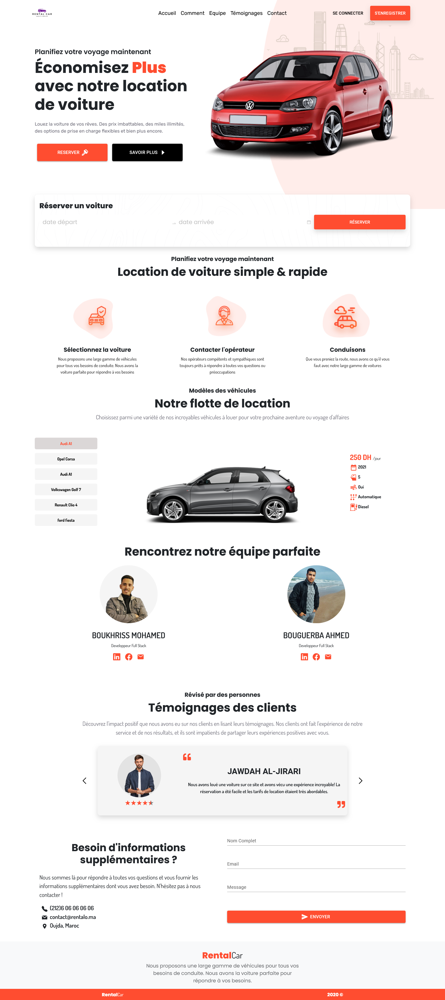 RENTAL CAR
QUALITY SERVICE
Accueil Comment Equipe Témoignages Contact
SE CONNECTER
S'ENREGISTRER
Planifiez votre voyage maintenant
Économisez Plus
avec notre location
de voiture
Louez la voiture de vos rêves. Des prix imbattables, des miles illimités,
des options de prise en charge flexibles et bien plus encore.
RESERVER
SAVOIR PLUS
Réserver un voiture
date départ
date arrivée
RÉSERVER
Planifiez votre voyage maintenant
Location de voiture simple & rapide
Sélectionnez la voiture
Nous proposons une large gamme de véhicules
pour tous vos besoins de conduite. Nous avons la
voiture parfaite pour répondre à vos besoins
Contacter l'opérateur
Nos opérateurs compétents et sympathiques sont
toujours prêts à répondre à toutes vos questions ou
préoccupations
Conduisons
Que vous preniez la route, nous avons ce qu'il vous
faut avec notre large gamme de voitures
Modèles des véhicules
Notre flotte de location
Choisissez parmi une variété de nos incroyables véhicules à louer pour votre prochaine aventure ou voyage d'affaires
Audi A1
Opel Corsa
Audi A1
Volkswagen Golf 7
Renault Clio 4
ford fiesta
250 DH /jour
2021
5
Oui
Automatique
Diesel
Rencontrez notre équipe parfaite
BOUKHRISS MOHAMED
Developpeur Full Stack
BOUGUERBA AHMED
Developpeur Full Stack
Révisé par des personnes
Témoignages des clients
Découvrez l'impact positif que nous avons eu sur nos clients en lisant leurs témoignages. Nos clients ont fait l'expérience de notre
service et de nos résultats, et ils sont impatients de partager leurs expériences positives avec vous.
JAWDAH AL-JIRARI
Nous avons loué une voiture sur ce site et avons vécu une expérience incroyable! La
réservation a été facile et les tarifs de location étaient très abordables.
Besoin d'informations
supplémentaires ?
Nous sommes là pour répondre à toutes vos questions et vous fournir les
informations supplémentaires dont vous avez besoin. N'hésitez pas à nous
contacter !
(212)6 06 06 06 06
contact@rentalo.ma
Oujda, Maroc
Nom Complet
Email
Message
ENVOYER
RentalCar
Nous proposons une large gamme de véhicules pour tous vos
besoins de conduite. Nous avons la voiture parfaite pour
répondre à vos besoins.
RentalCar
2020 ©